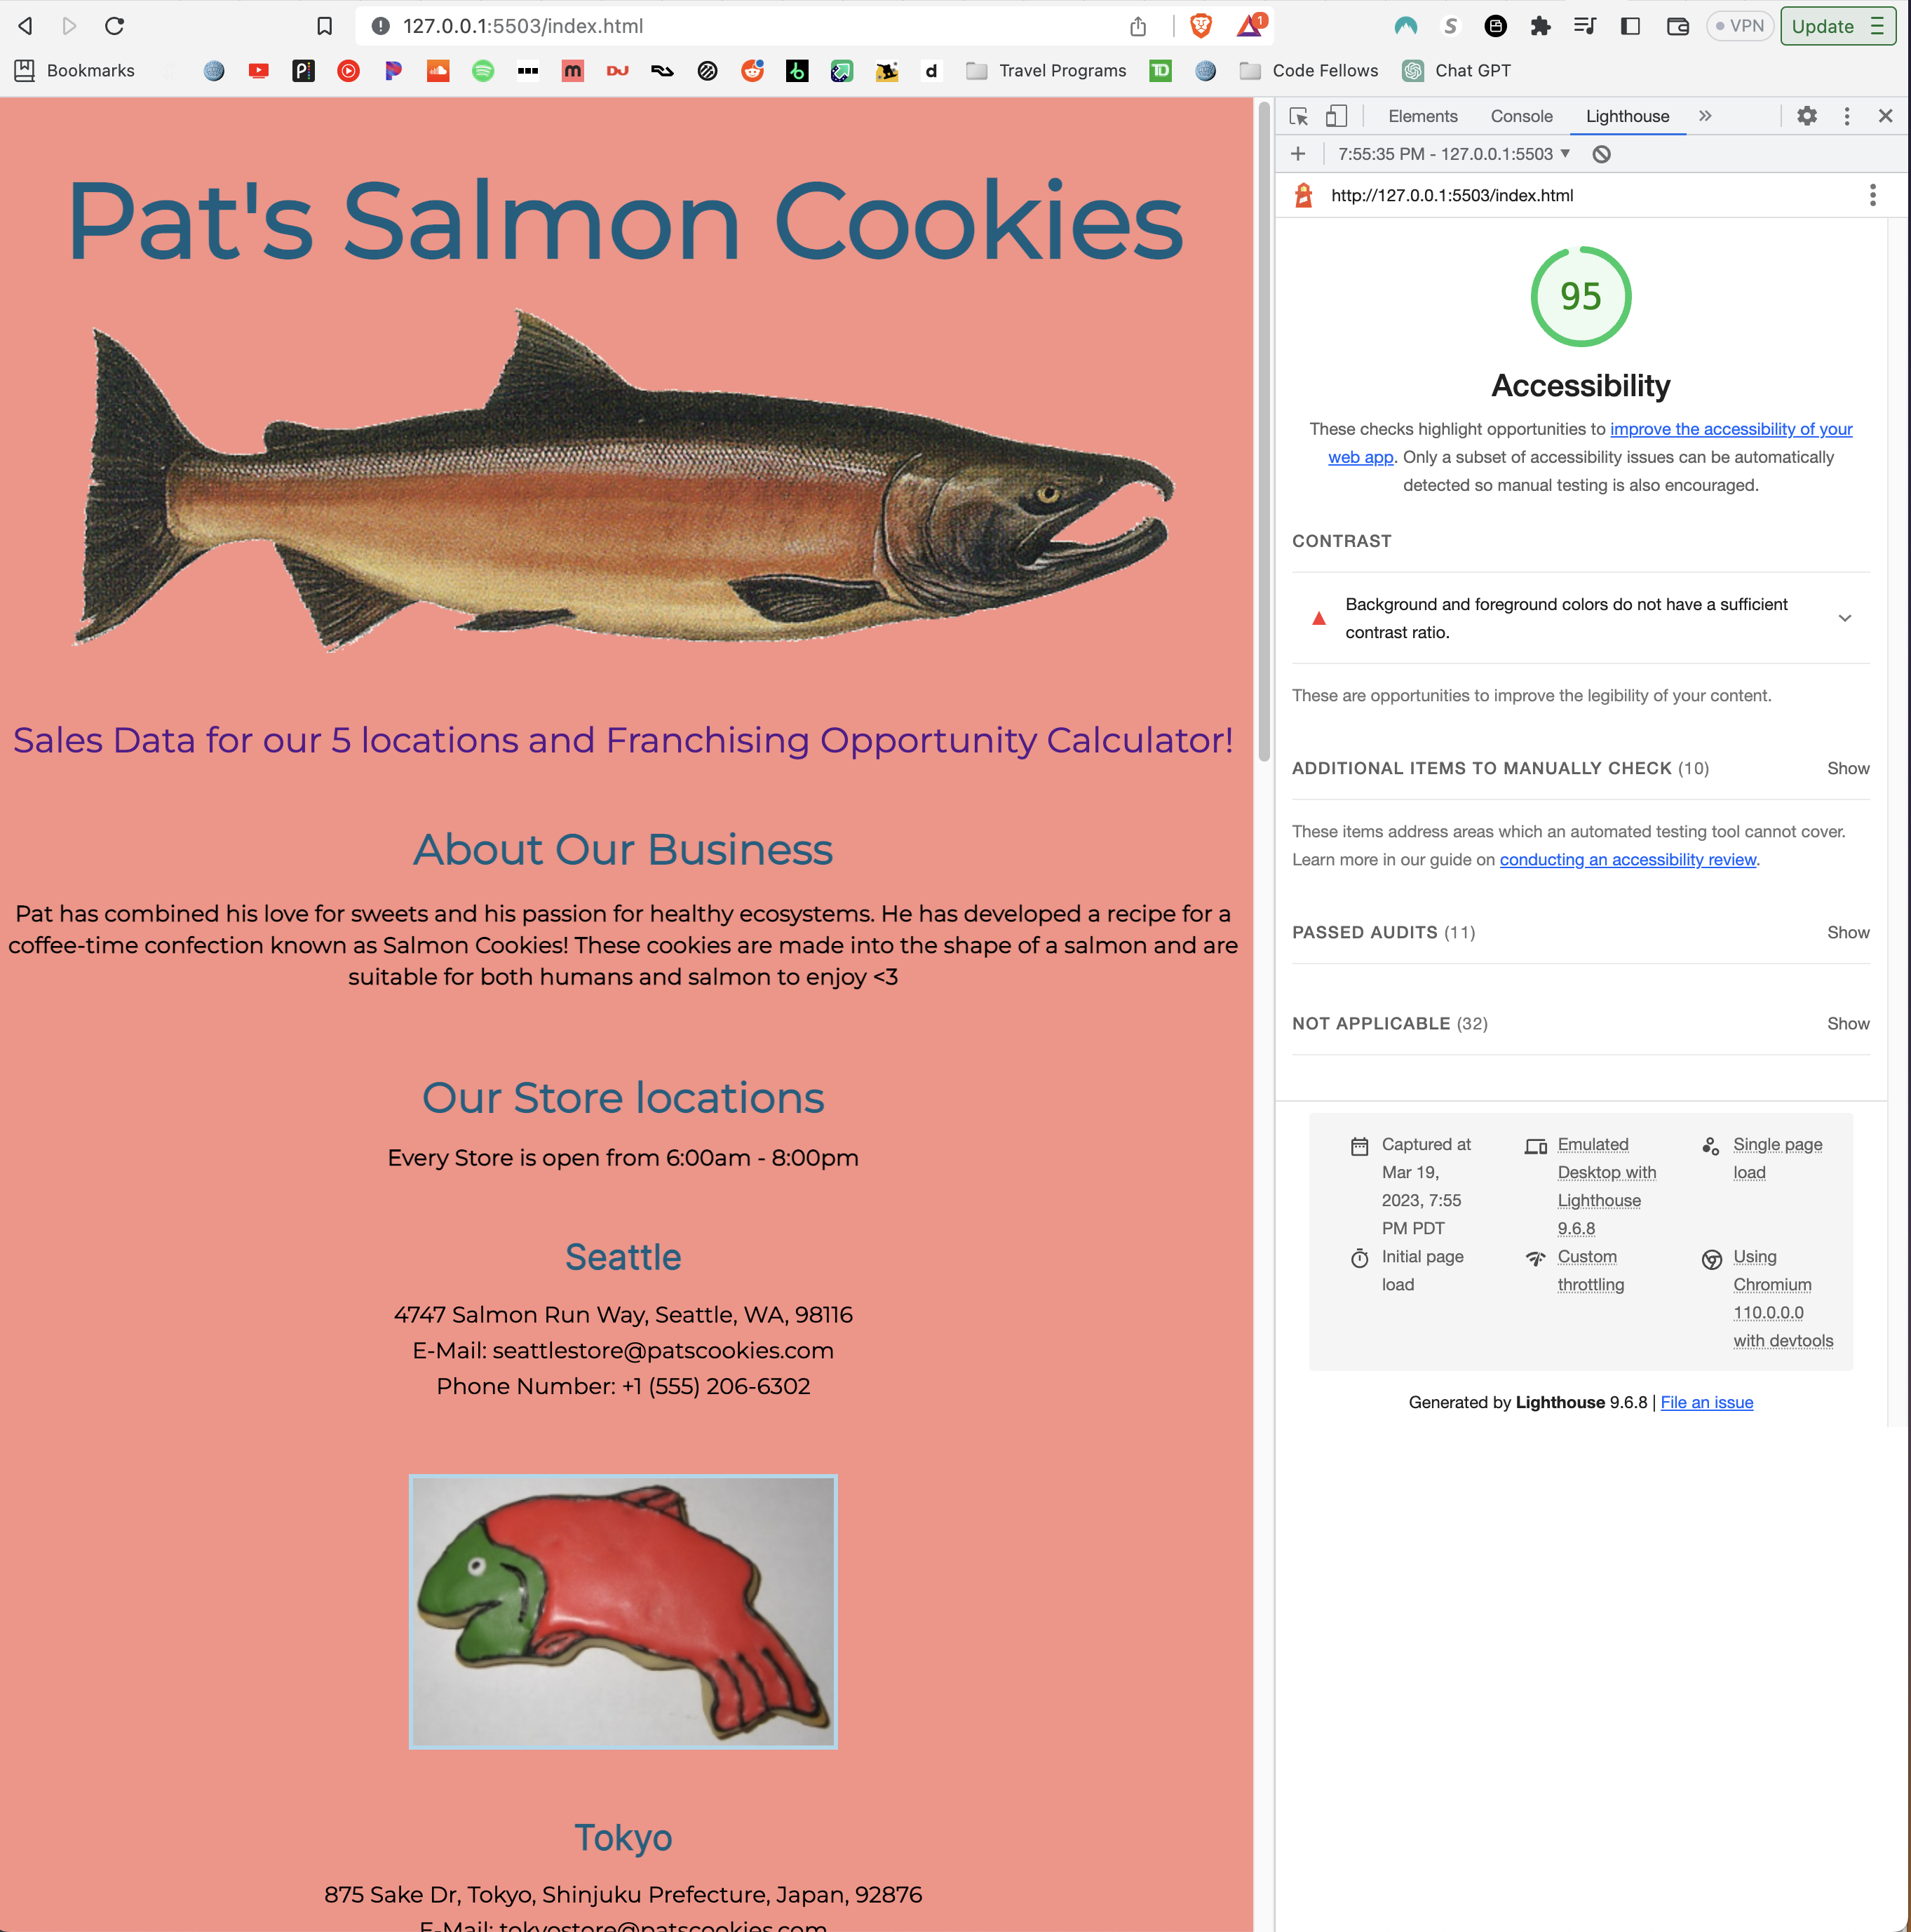 127.0.0.1:5503/index.html
1
VPN
Update
Bookmarks
DU
Travel Programs
TD
Code Fellows
Chat GPT
Elements
Console
Lighthouse
7:55:35 PM - 127.0.0.1:5503
http://127.0.0.1:5503/index.html
Pat's Salmon Cookies
Sales Data for our 5 locations and Franchising Opportunity Calculator!
About Our Business
Pat has combined his love for sweets and his passion for healthy ecosystems. He has developed a recipe for a
coffee-time confection known as Salmon Cookies! These cookies are made into the shape of a salmon and are
suitable for both humans and salmon to enjoy <3
Our Store locations
Every Store is open from 6:00am - 8:00pm
Seattle
4747 Salmon Run Way, Seattle, WA, 98116
E-Mail: seattlestore@patscookies.com
Phone Number: +1 (555) 206-6302
Tokyo
875 Sake Dr, Tokyo, Shinjuku Prefecture, Japan, 92876
E-Mail: tokyostore@patscookies.com
95
Accessibility
These checks highlight opportunities to improve the accessibility of your
web app. Only a subset of accessibility issues can be automatically
detected so manual testing is also encouraged.
CONTRAST
Background and foreground colors do not have a sufficient
contrast ratio.
These are opportunities to improve the legibility of your content.
ADDITIONAL ITEMS TO MANUALLY CHECK (10)
Show
These items address areas which an automated testing tool cannot cover.
Learn more in our guide on conducting an accessibility review.
PASSED AUDITS (11)
Show
NOT APPLICABLE (32)
Show
Captured at
Mar 19,
2023, 7:55
PM PDT
Emulated
Desktop with
Lighthouse
9.6.8
Single page
load
Initial page
load
Custom
throttling
Using
Chromium
110.0.0.0
with devtools
Generated by Lighthouse 9.6.8 | File an issue